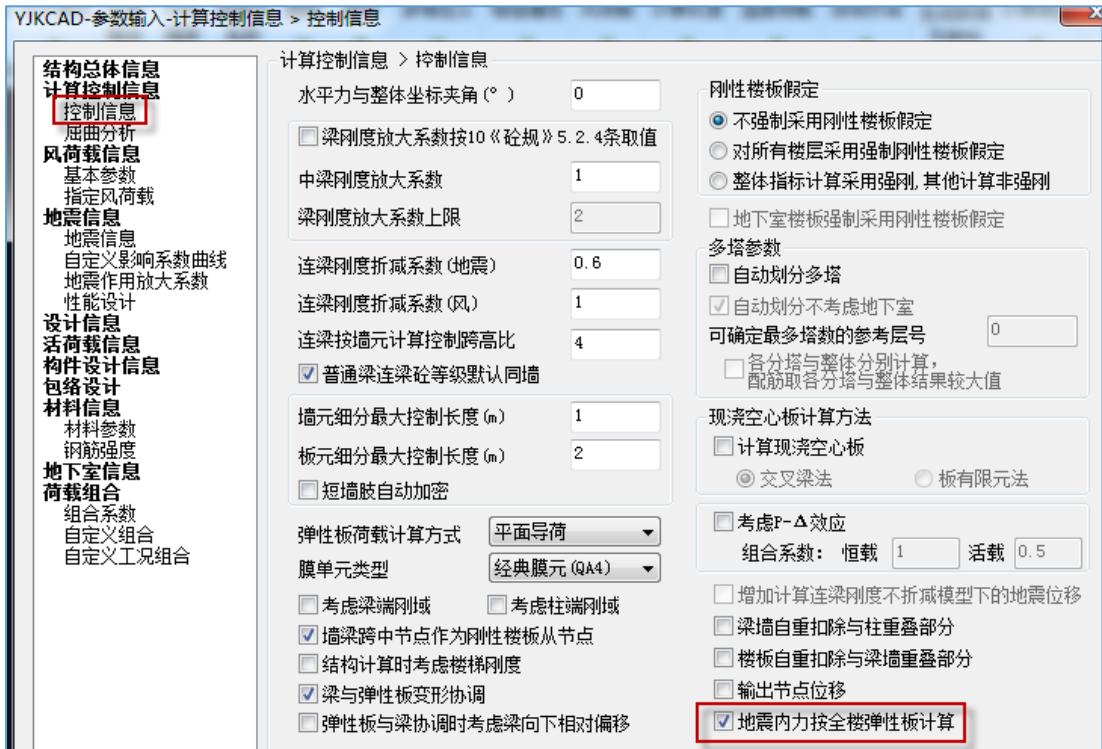 YJKCAD-参数输入-计算控制信息 > 控制信息
结构总体信息
计算控制信息
控制信息
屈曲分析
风荷载信息
基本参数
指定风荷载
地震信息
地震信息
自定义影响系数曲线
地震作用放大系数
性能设计
设计信息
活荷载信息
构件设计信息
包络设计
材料信息
材料参数
钢筋强度
地下室信息
荷载组合
组合系数
自定义组合
自定义工况组合
计算控制信息 > 控制信息
水平力与整体坐标夹角(° ) 0
梁刚度放大系数按10《砼规》5.2.4条取值
中梁刚度放大系数 1
梁刚度放大系数上限 2
连梁刚度折减系数(地震) 0.6
连梁刚度折减系数(风) 1
连梁按墙元计算控制跨高比 4
普通梁连梁砼等级默认同墙
墙元细分最大控制长度(m) 1
板元细分最大控制长度(m) 2
短墙肢自动加密
弹性板荷载计算方式 平面导荷
膜单元类型 经典膜元(QA4)
考虑梁端刚域 考虑柱端刚域
墙梁跨中节点作为刚性楼板从节点
结构计算时考虑楼梯刚度
梁与弹性板变形协调
弹性板与梁协调时考虑梁向下相对偏移
刚性楼板假定
不强制采用刚性楼板假定
对所有楼层采用强制刚性楼板假定
整体指标计算采用强刚,其他计算非强刚
地下室楼板强制采用刚性楼板假定
多塔参数
自动划分多塔
自动划分不考虑地下室
可确定最多塔数的参考层号 0
各分塔与整体分别计算,
配筋取各分塔与整体结果较大值
现浇空心板计算方法
计算现浇空心板
交叉梁法 板有限元法
考虑P-Δ效应
组合系数: 恒载 1 活载 0.5
增加计算连梁刚度不折减模型下的地震位移
梁墙自重扣除与柱重叠部分
楼板自重扣除与梁墙重叠部分
输出节点位移
地震内力按全楼弹性板计算